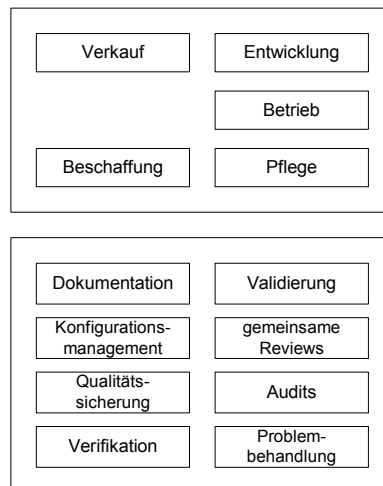 Verkauf
Entwicklung
Betrieb
Beschaffung
Pflege
Dokumentation
Validierung
Konfigurations-
management
gemeinsame
Reviews
Qualitäts-
sicherung
Audits
Verifikation
Problem-
behandlung